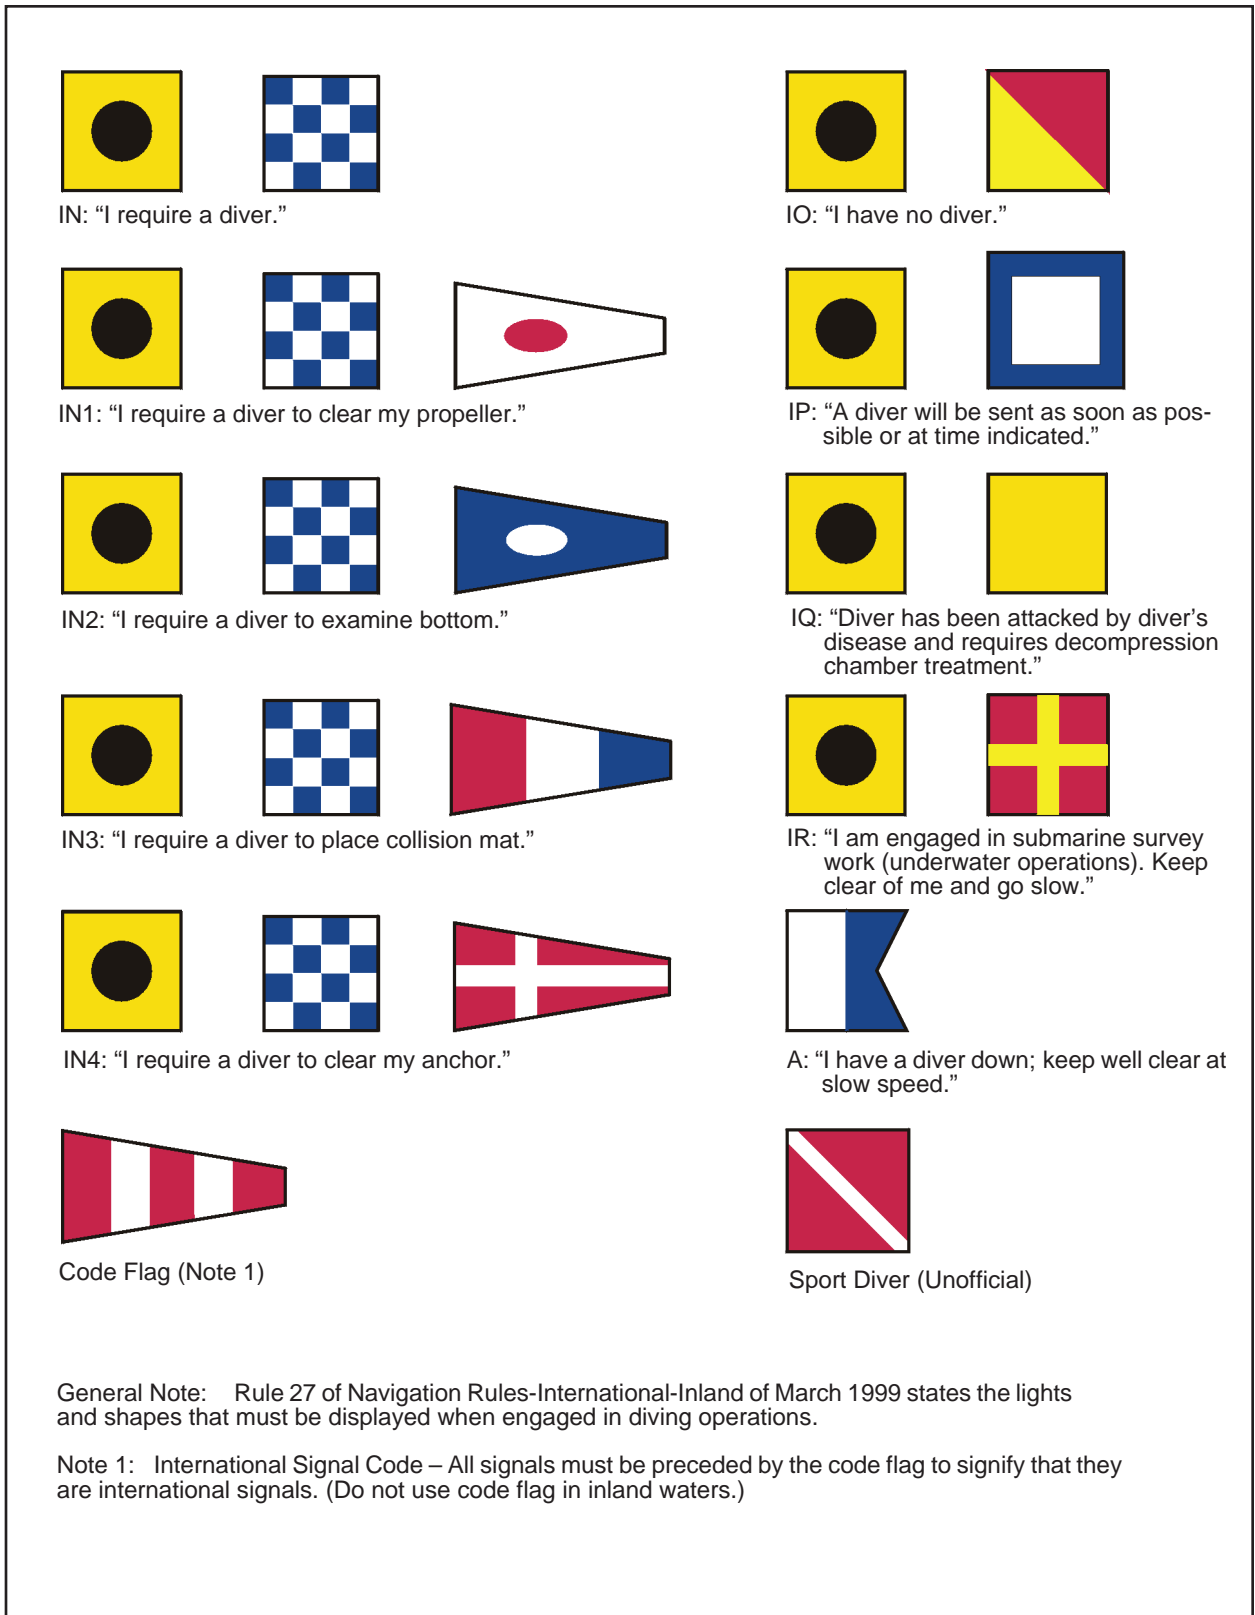 IN: “I require a diver.”
IO: “I have no diver.”
IN1: “I require a diver to clear my propeller.”
IP: “A diver will be sent as soon as pos-
sible or at time indicated.”
IN2: “I require a diver to examine bottom.”
IQ: “Diver has been attacked by diver’s
disease and requires decompression
chamber treatment.”
IN3: “I require a diver to place collision mat.”
IR: “I am engaged in submarine survey
work (underwater operations). Keep
clear of me and go slow.”
IN4: “I require a diver to clear my anchor.”
A: “I have a diver down; keep well clear at
slow speed.”
Code Flag (Note 1)
Sport Diver (Unofficial)
General Note: Rule 27 of Navigation Rules-International-Inland of March 1999 states the lights
and shapes that must be displayed when engaged in diving operations.
Note 1: International Signal Code – All signals must be preceded by the code flag to signify that they
are international signals. (Do not use code flag in inland waters.)